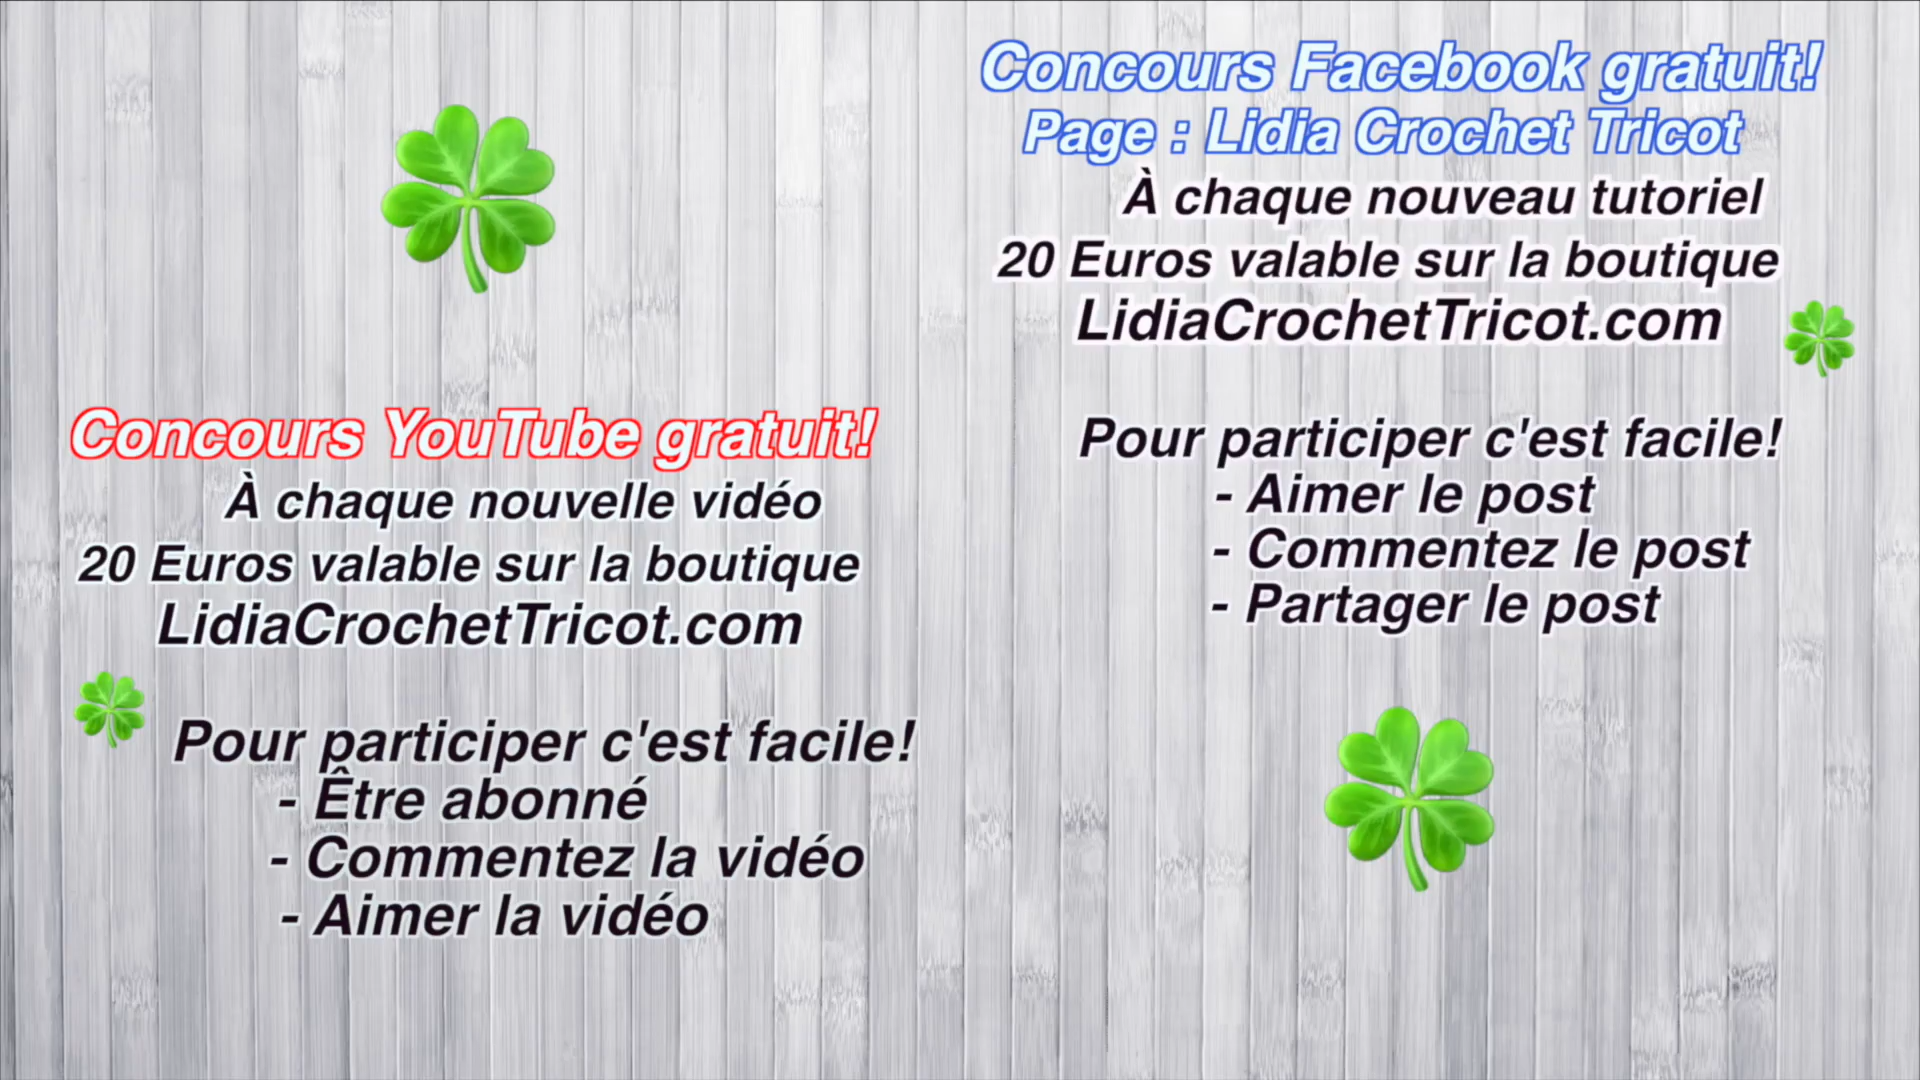 Concours YouTube gratuit!
À chaque nouvelle vidéo
20 Euros valable sur la boutique
LidiaCrochetTricot.com
Pour participer c'est facile!
- Être abonné
- Commentez la vidéo
- Aimer la vidéo
Concours Facebook gratuit!
Page : Lidia Crochet Tricot
À chaque nouveau tutoriel
20 Euros valable sur la boutique
LidiaCrochetTricot.com
Pour participer c'est facile!
- Aimer le post
- Commentez le post
- Partager le post